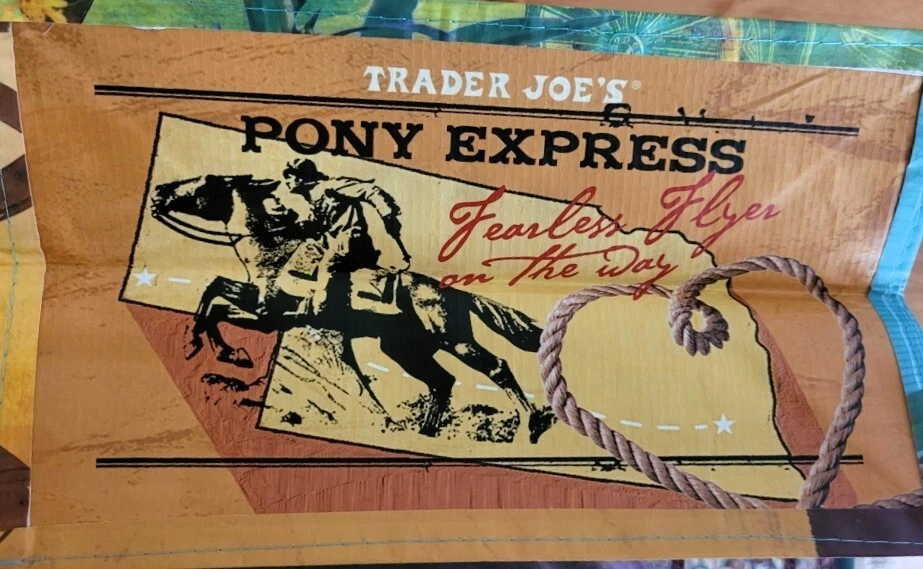 TRADER JOE'S®
PONY EXPRESS
Fearless Flyer
on the way